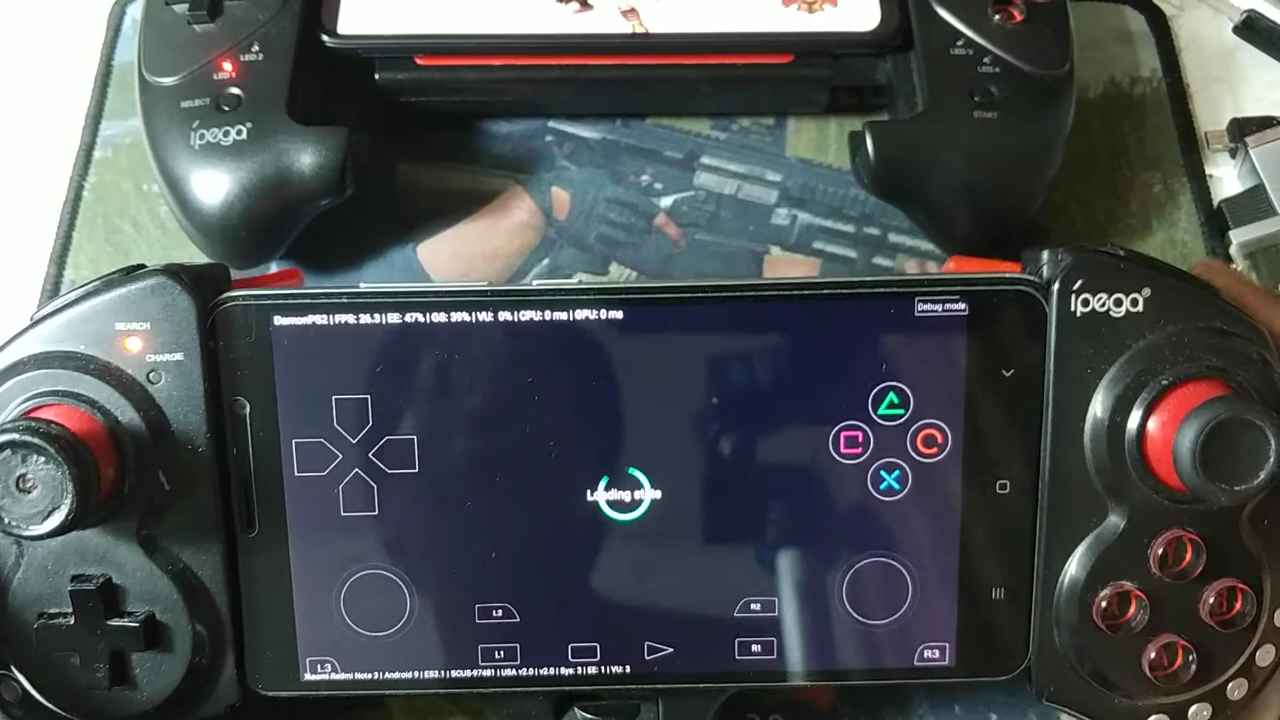 LED 2
LED 1
SELECT
ípega®
LED 3
LED 4
START
ípega®
SEARCH
CHARGE
DamonPS2 | FPS: 26.3 | EE: 47% | GS: 39% | VU: 0% | CPU: 0 ms | GPU: 0 ms
Debug mode
Loading state
L2
R2
L1
R1
L3
R3
Xiaomi Redmi Note 3 | Android 9 | ES3.1 | SCUS-97481 | USA v2.0 | v2.0 | Sys: 3 | EE: 1 | VU: 3